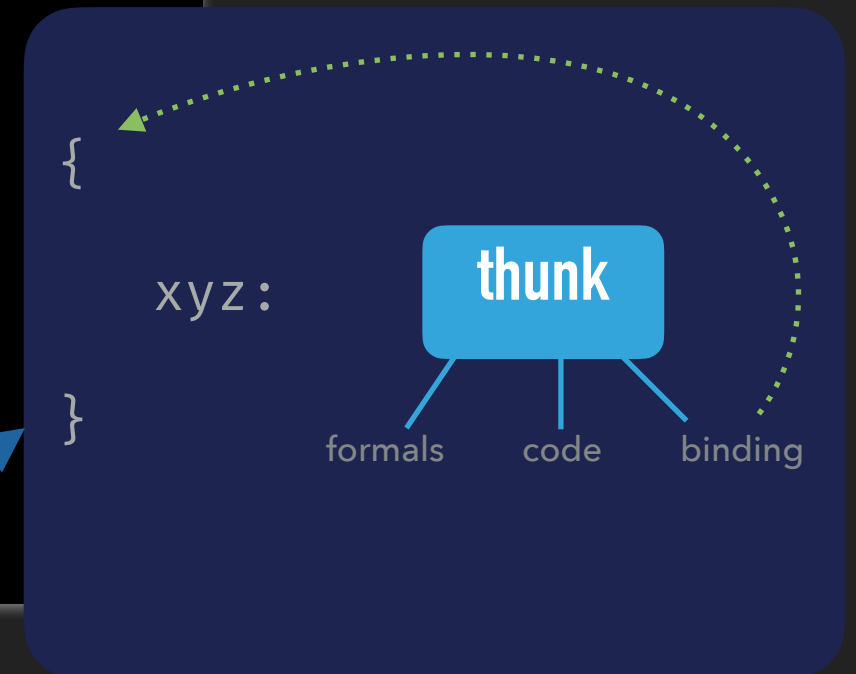 {
thunk
xyz:
}
formals code binding